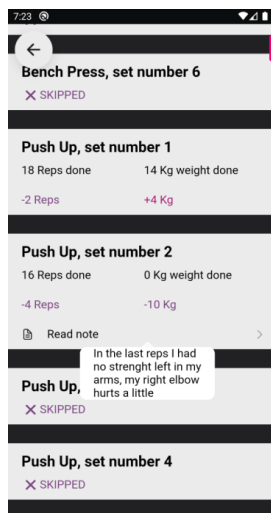 7:23
Bench Press, set number 6
SKIPPED
Push Up, set number 1
18 Reps done 14 Kg weight done
-2 Reps +4 Kg
Push Up, set number 2
16 Reps done 0 Kg weight done
-4 Reps -10 Kg
Read note
In the last reps I had
no strenght left in my
arms, my right elbow
hurts a little
Push Up,
SKIPPED
Push Up, set number 4
SKIPPED